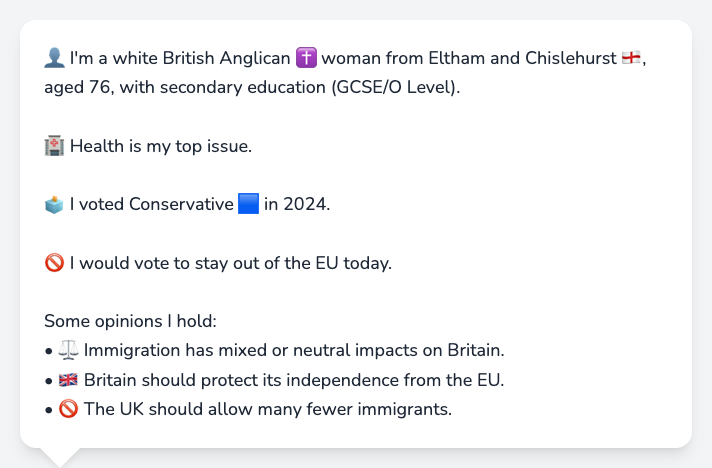 👤 I'm a white British Anglican ✝️ woman from Eltham and Chislehurst 🏴󠁧󠁢󠁥󠁮󠁧󠁿,
aged 76, with secondary education (GCSE/O Level).
🏥 Health is my top issue.
🗳️ I voted Conservative 🟦 in 2024.
🚫 I would vote to stay out of the EU today.
Some opinions I hold:
• ⚖️ Immigration has mixed or neutral impacts on Britain.
• 🇬🇧 Britain should protect its independence from the EU.
• 🚫 The UK should allow many fewer immigrants.